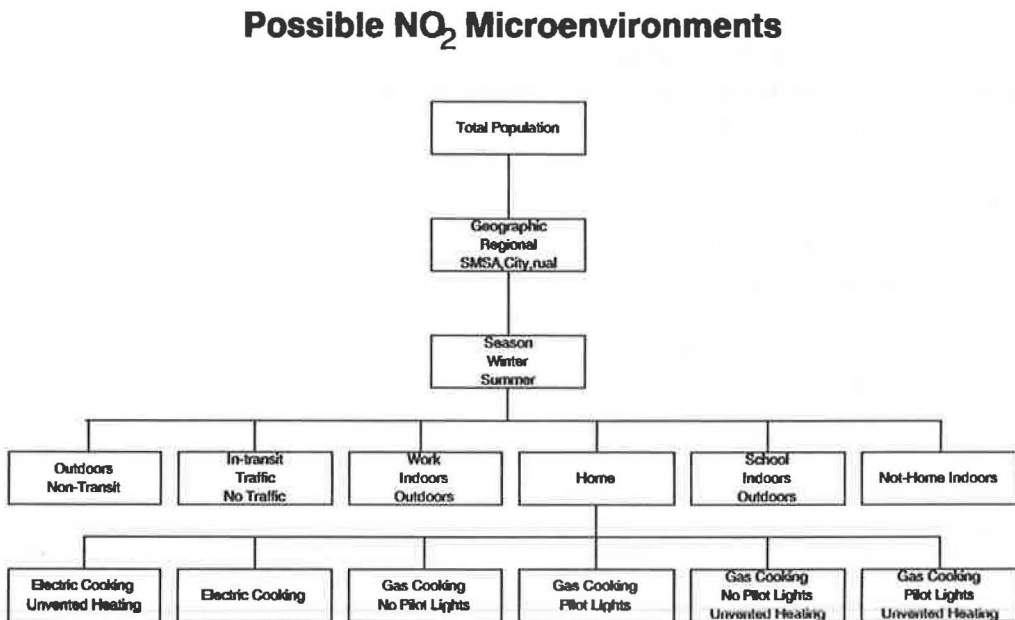 Possible NO2 Microenvironments
Total Population
Geographic
Regional
SMSA,City,rual
Season
Winter
Summer
Outdoors
Non-Transit
In-transit
Traffic
No Traffic
Work
Indoors
Outdoors
Home
School
Indoors
Outdoors
Not-Home Indoors
Electric Cooking
Unvented Heating
Electric Cooking
Gas Cooking
No Pilot Lights
Gas Cooking
Pilot Lights
Gas Cooking
No Pilot Lights
Unvented Heating
Gas Cooking
Pilot Lights
Unvented Heating